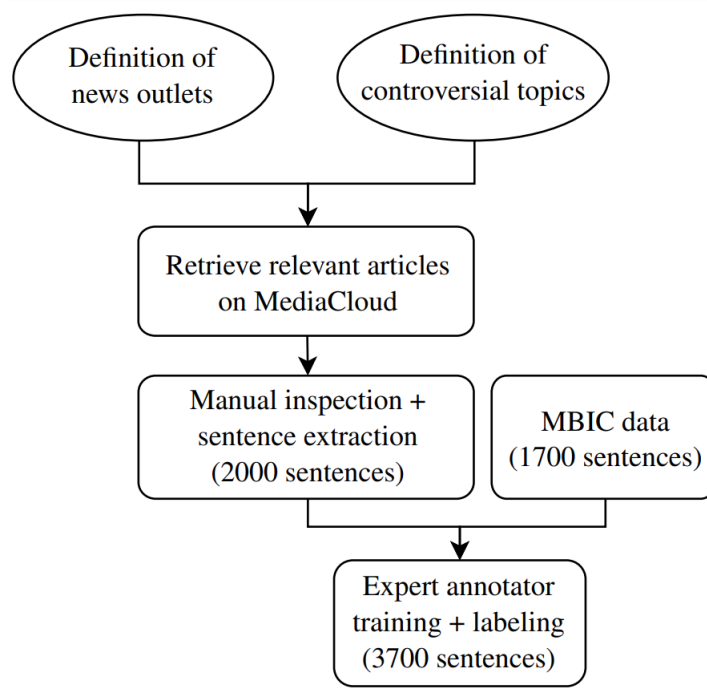 Definition of
news outlets
Definition of
controversial topics
Retrieve relevant articles
on MediaCloud
Manual inspection +
sentence extraction
(2000 sentences)
MBIC data
(1700 sentences)
Expert annotator
training + labeling
(3700 sentences)